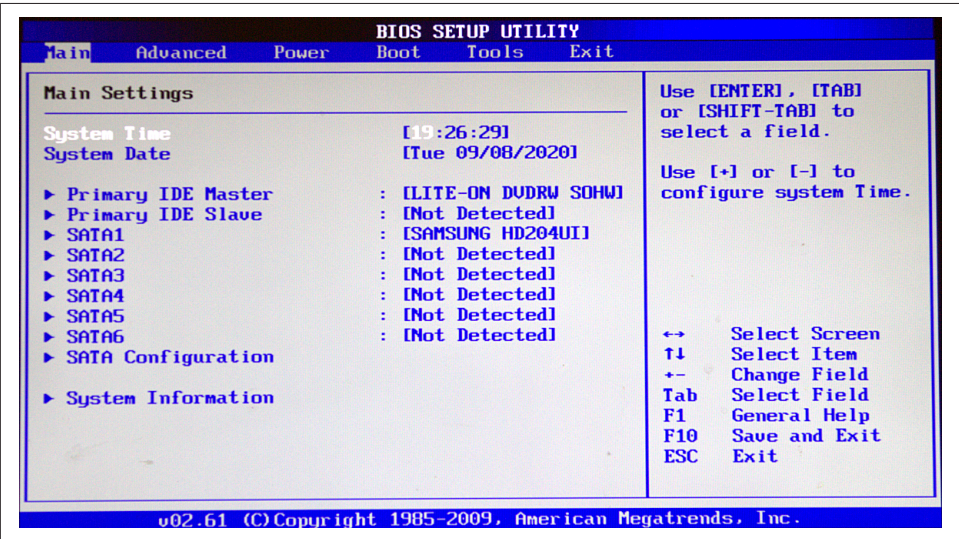 BIOS SETUP UTILITY
Main Advanced Power Boot Tools Exit
Main Settings
System Time [19:26:29]
System Date [Tue 09/08/2020]
► Primary IDE Master : [LITE-ON DVDRW SOHW]
► Primary IDE Slave : [Not Detected]
► SATA1 : [SAMSUNG HD204UI]
► SATA2 : [Not Detected]
► SATA3 : [Not Detected]
► SATA4 : [Not Detected]
► SATA5 : [Not Detected]
► SATA6 : [Not Detected]
► SATA Configuration
► System Information
Use [ENTER], [TAB]
or [SHIFT-TAB] to
select a field.
Use [+] or [-] to
configure system Time.
↔ Select Screen
↑↓ Select Item
+- Change Field
Tab Select Field
F1 General Help
F10 Save and Exit
ESC Exit
v02.61 (C)Copyright 1985-2009, American Megatrends, Inc.